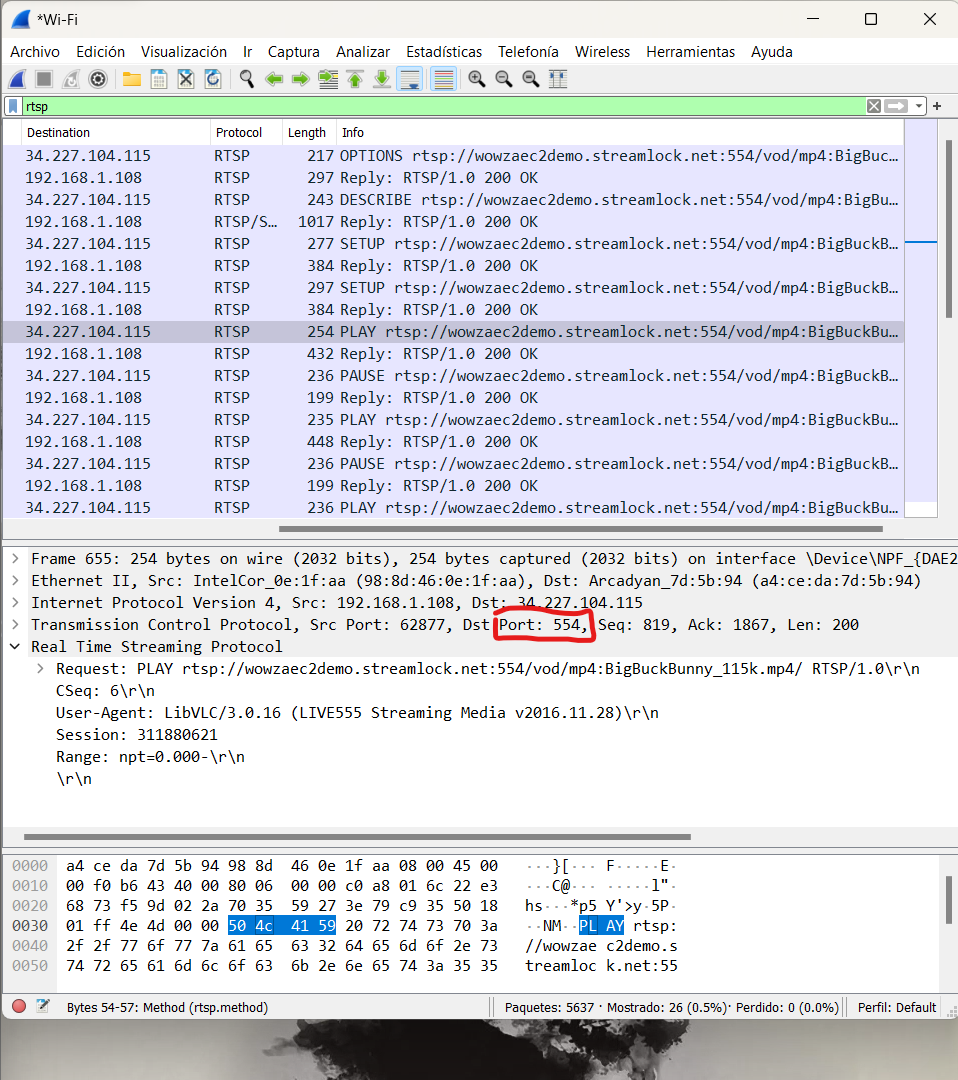 *Wi-Fi
Archivo Edición Visualización Ir Captura Analizar Estadísticas Telefonía Wireless Herramientas Ayuda
rtsp
Destination Protocol Length Info
34.227.104.115 RTSP 217 OPTIONS rtsp://wowzaec2demo.streamlock.net:554/vod/mp4:BigBuc…
192.168.1.108 RTSP 297 Reply: RTSP/1.0 200 OK
34.227.104.115 RTSP 243 DESCRIBE rtsp://wowzaec2demo.streamlock.net:554/vod/mp4:BigBu…
192.168.1.108 RTSP/S… 1017 Reply: RTSP/1.0 200 OK
34.227.104.115 RTSP 277 SETUP rtsp://wowzaec2demo.streamlock.net:554/vod/mp4:BigBuckB…
192.168.1.108 RTSP 384 Reply: RTSP/1.0 200 OK
34.227.104.115 RTSP 297 SETUP rtsp://wowzaec2demo.streamlock.net:554/vod/mp4:BigBuckB…
192.168.1.108 RTSP 384 Reply: RTSP/1.0 200 OK
34.227.104.115 RTSP 254 PLAY rtsp://wowzaec2demo.streamlock.net:554/vod/mp4:BigBuckBu…
192.168.1.108 RTSP 432 Reply: RTSP/1.0 200 OK
34.227.104.115 RTSP 236 PAUSE rtsp://wowzaec2demo.streamlock.net:554/vod/mp4:BigBuckB…
192.168.1.108 RTSP 199 Reply: RTSP/1.0 200 OK
34.227.104.115 RTSP 235 PLAY rtsp://wowzaec2demo.streamlock.net:554/vod/mp4:BigBuckBu…
192.168.1.108 RTSP 448 Reply: RTSP/1.0 200 OK
34.227.104.115 RTSP 236 PAUSE rtsp://wowzaec2demo.streamlock.net:554/vod/mp4:BigBuckB…
192.168.1.108 RTSP 199 Reply: RTSP/1.0 200 OK
34.227.104.115 RTSP 236 PLAY rtsp://wowzaec2demo.streamlock.net:554/vod/mp4:BigBuckBu…
Frame 655: 254 bytes on wire (2032 bits), 254 bytes captured (2032 bits) on interface \Device\NPF_{DAE2
Ethernet II, Src: IntelCor_0e:1f:aa (98:8d:46:0e:1f:aa), Dst: Arcadyan_7d:5b:94 (a4:ce:da:7d:5b:94)
Internet Protocol Version 4, Src: 192.168.1.108, Dst: 34.227.104.115
Transmission Control Protocol, Src Port: 62877, Dst Port: 554, Seq: 819, Ack: 1867, Len: 200
Real Time Streaming Protocol
Request: PLAY rtsp://wowzaec2demo.streamlock.net:554/vod/mp4:BigBuckBunny_115k.mp4/ RTSP/1.0\r\n
CSeq: 6\r\n
User-Agent: LibVLC/3.0.16 (LIVE555 Streaming Media v2016.11.28)\r\n
Session: 311880621
Range: npt=0.000-\r\n
\r\n
0000 a4 ce da 7d 5b 94 98 8d 46 0e 1f aa 08 00 45 00 ···}[··· F·····E·
0010 00 f0 b6 43 40 00 80 06 00 00 c0 a8 01 6c 22 e3 ···C@··· ·····l"·
0020 68 73 f5 9d 02 2a 70 35 59 27 3e 79 c9 35 50 18 hs···*p5 Y'>y·5P·
0030 01 ff 4e 4d 00 00 50 4c 41 59 20 72 74 73 70 3a ··NM··PL AY rtsp:
0040 2f 2f 77 6f 77 7a 61 65 63 32 64 65 6d 6f 2e 73 //wowzae c2demo.s
0050 74 72 65 61 6d 6c 6f 63 6b 2e 6e 65 74 3a 35 35 treamloc k.net:55
Bytes 54-57: Method (rtsp.method) Paquetes: 5637 · Mostrado: 26 (0.5%) · Perdido: 0 (0.0%) Perfil: Default